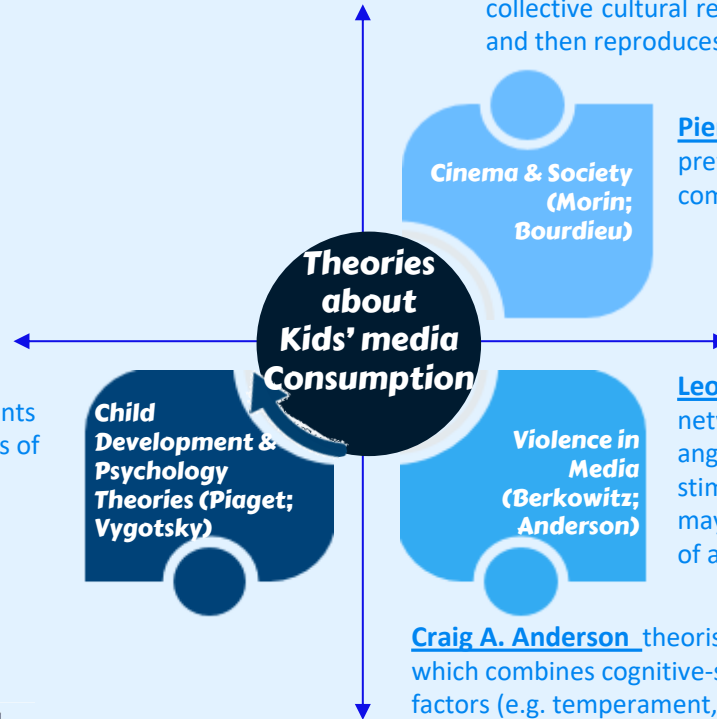 collective cultural re
and then reproduces
Cinema & Society
(Morin;
Bourdieu)
Pie
pre
com
Theories
about
Kids' media
Consumption
nts
s of
Child
Development &
Psychology
Theories (Piaget;
Vygotsky)
Violence in
Media
(Berkowitz;
Anderson)
Leo
net
ang
stim
may
of a
Craig A. Anderson theoris
which combines cognitive-s
factors (e.g. temperament,